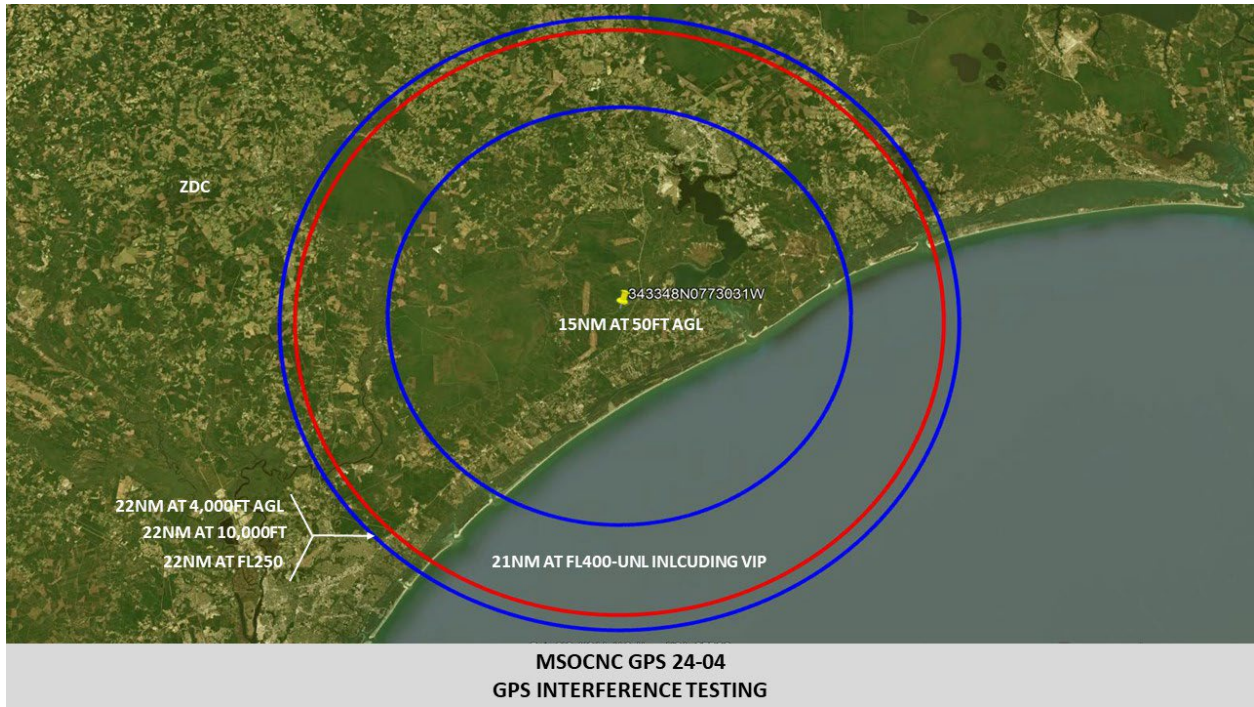 ZDC
343348N0773031W
15NM AT 50FT AGL
22NM AT 4,000FT AGL
22NM AT 10,000FT
22NM AT FL250
21NM AT FL400-UNL INLCUDING VIP
MSOCNC GPS 24-04
GPS INTERFERENCE TESTING